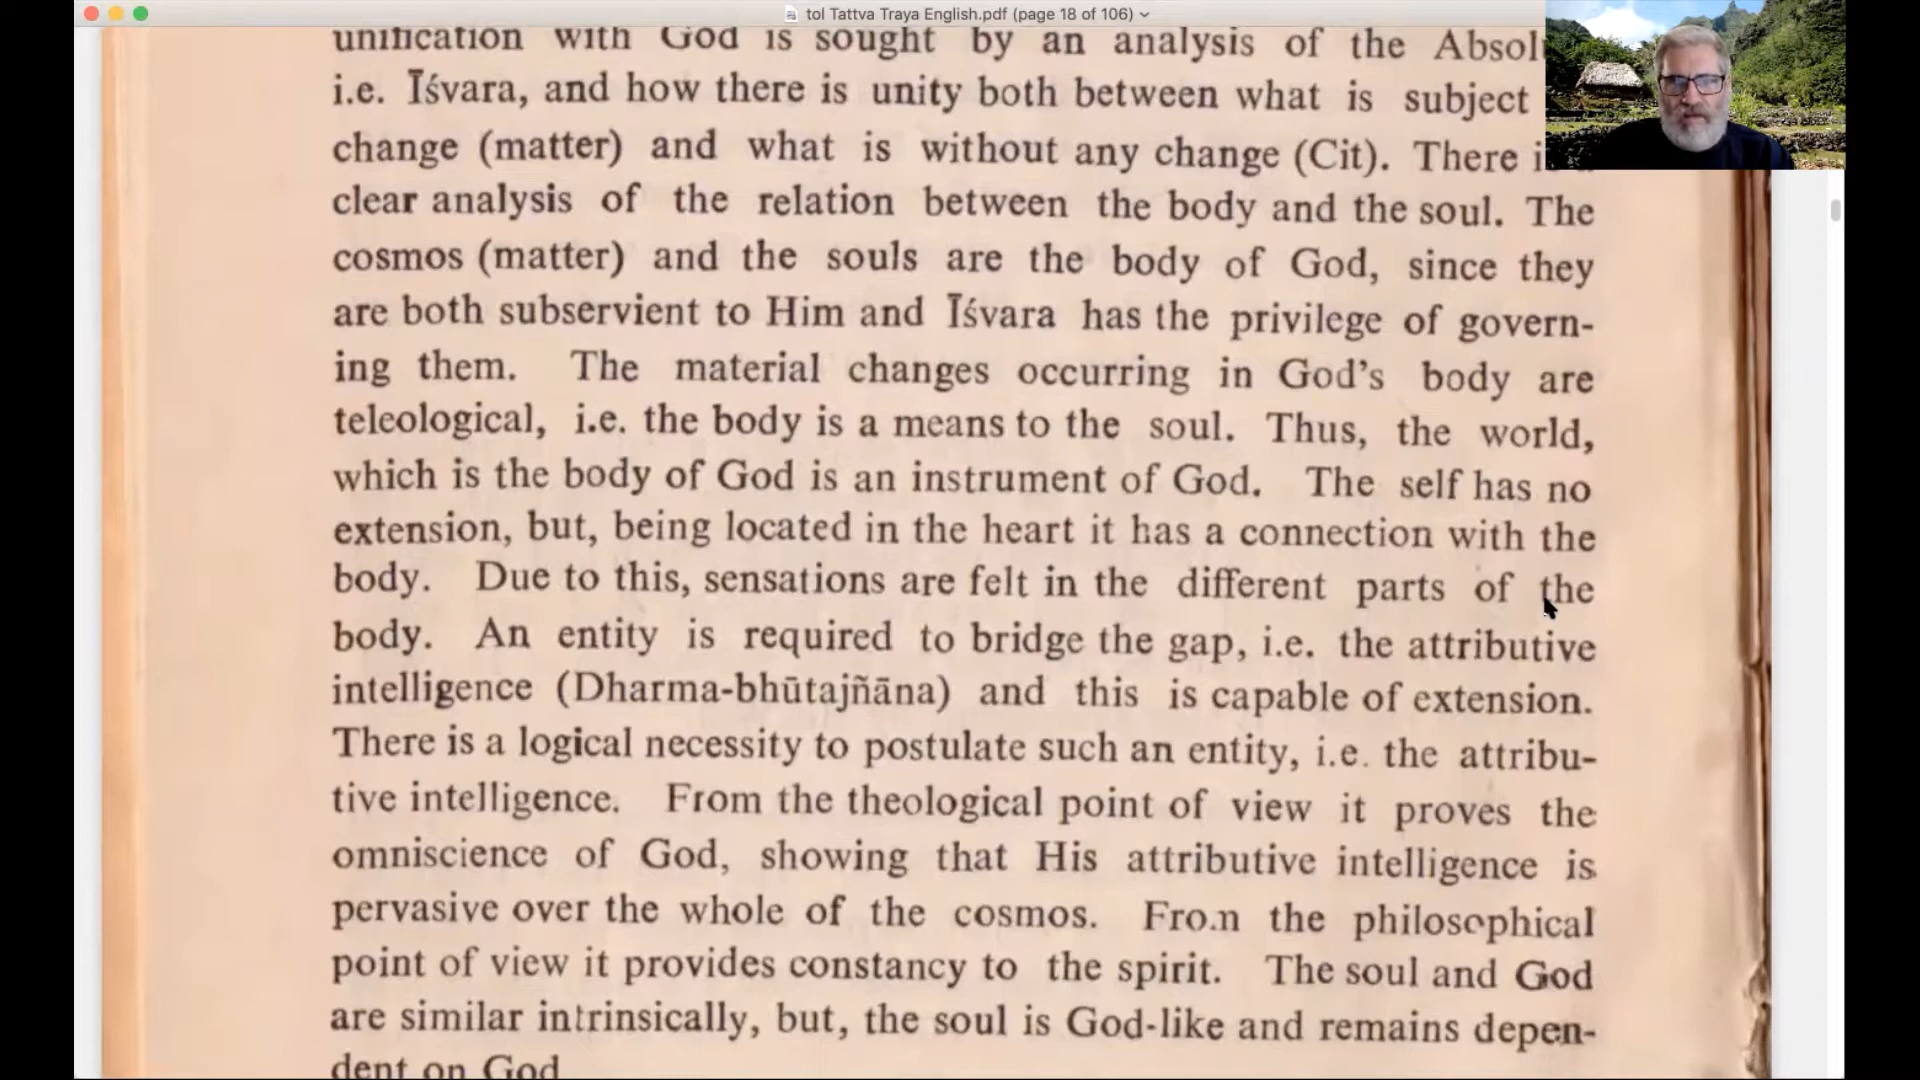 tol Tattva Traya English.pdf (page 18 of 106)
unification with God is sought by an analysis of the
i.e. Īśvara, and how there is unity both between what is subject
change (matter) and what is without any change (Cit). There
clear analysis of the relation between the body and the soul. The
cosmos (matter) and the souls are the body of God, since they
are both subservient to Him and Īśvara has the privilege of govern-
ing them. The material changes occurring in God's body are
teleological, i.e. the body is a means to the soul. Thus, the world,
which is the body of God is an instrument of God. The self has no
extension, but, being located in the heart it has a connection with the
body. Due to this, sensations are felt in the different parts of the
body. An entity is required to bridge the gap, i.e. the attributive
intelligence (Dharma-bhūtajñāna) and this is capable of extension.
There is a logical necessity to postulate such an entity, i.e. the attribu-
tive intelligence. From the theological point of view it proves the
omniscience of God, showing that His attributive intelligence is
pervasive over the whole of the cosmos. Fro.n the philosophical
point of view it provides constancy to the spirit. The soul and God
are similar intrinsically, but, the soul is God-like and remains depen-
dent on God